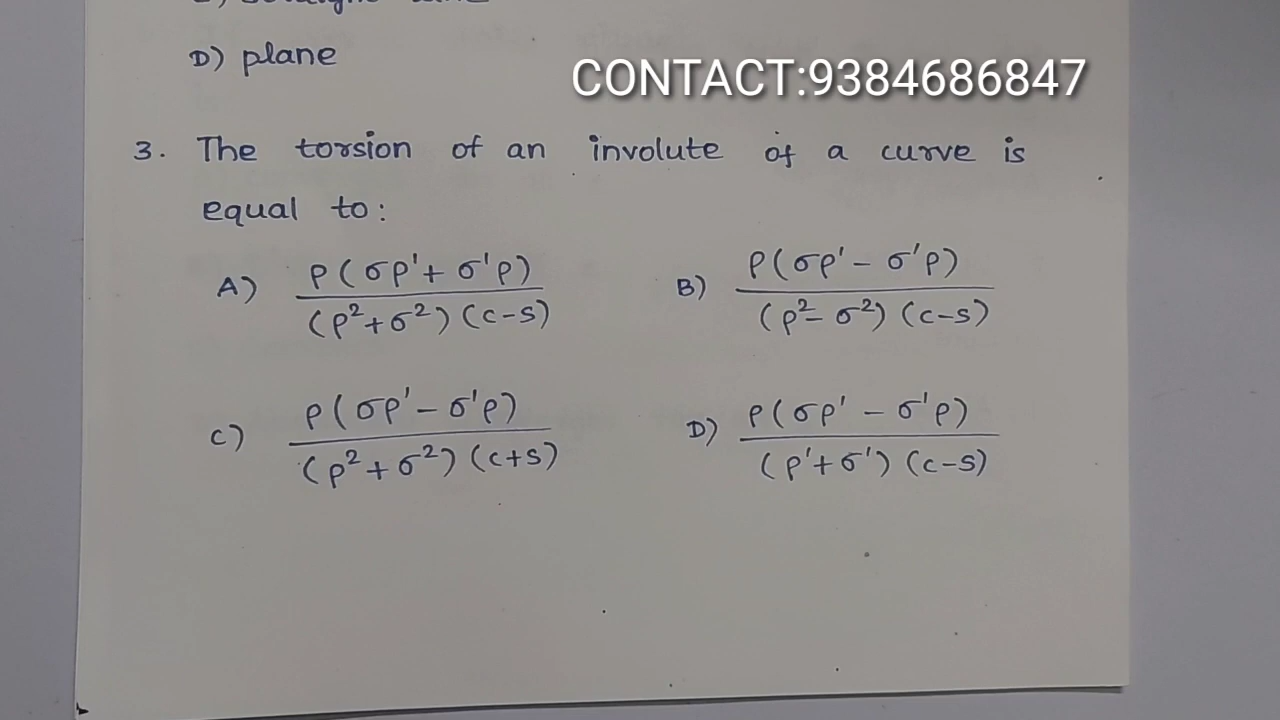 D) plane
CONTACT:9384686847
3. The torsion of an involute of a curve is
equal to:
A) ρ(σρ'+ σ'ρ) / (ρ²+σ²)(c-s)
B) ρ(σρ' - σ'ρ) / (ρ²- σ²)(c-s)
C) ρ(σρ' - σ'ρ) / (ρ²+σ²)(c+s)
D) ρ(σρ' - σ'ρ) / (ρ'+σ')(c-s)